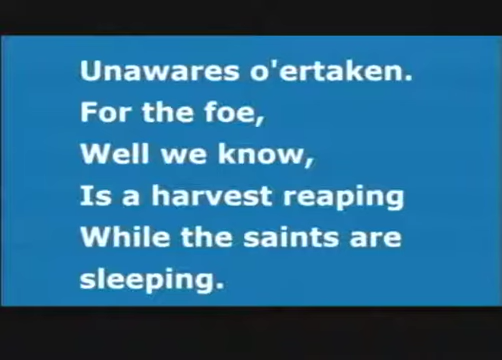 Unawares o'ertaken.
For the foe,
Well we know,
Is a harvest reaping
While the saints are
sleeping.